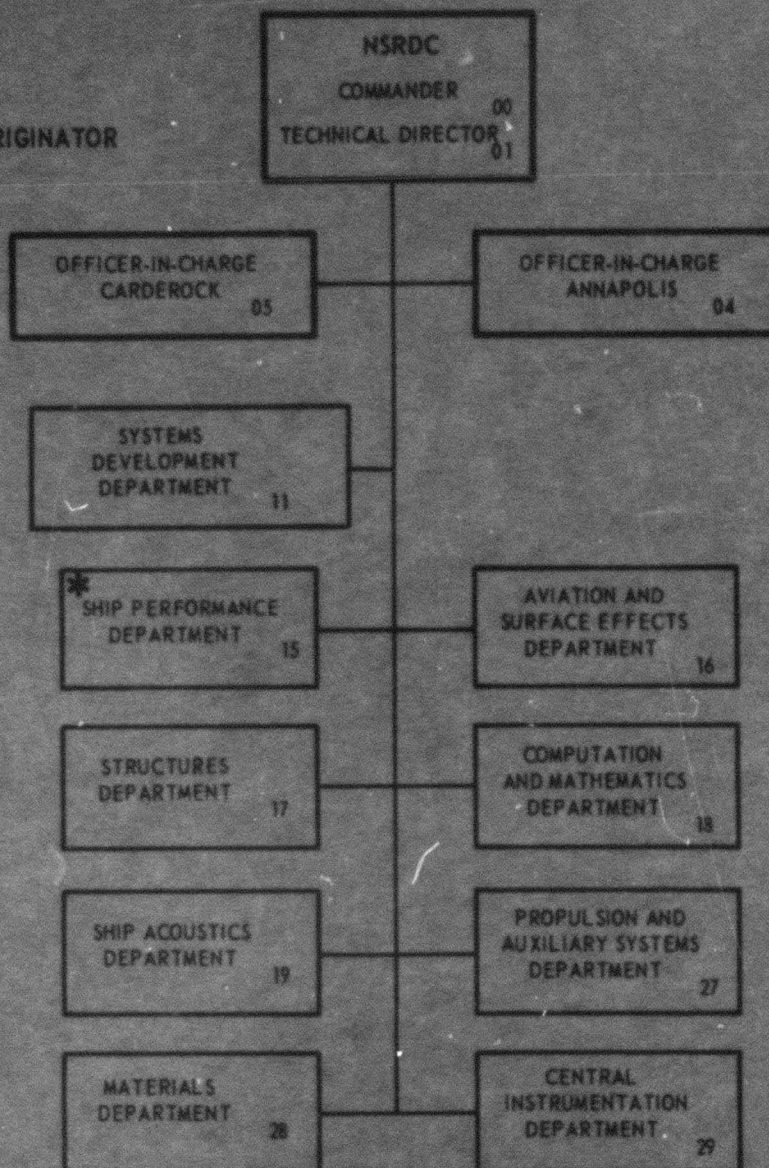 NSRDC
COMMANDER
00
TECHNICAL DIRECTOR
01
RIGINATOR
OFFICER-IN-CHARGE
CARDEROCK
05
OFFICER-IN-CHARGE
ANNAPOLIS
04
SYSTEMS
DEVELOPMENT
DEPARTMENT
11
*
SHIP PERFORMANCE
DEPARTMENT
15
AVIATION AND
SURFACE EFFECTS
DEPARTMENT
16
STRUCTURES
DEPARTMENT
17
COMPUTATION
AND MATHEMATICS
DEPARTMENT
18
SHIP ACOUSTICS
DEPARTMENT
19
PROPULSION AND
AUXILIARY SYSTEMS
DEPARTMENT
27
MATERIALS
DEPARTMENT
28
CENTRAL
INSTRUMENTATION
DEPARTMENT
29